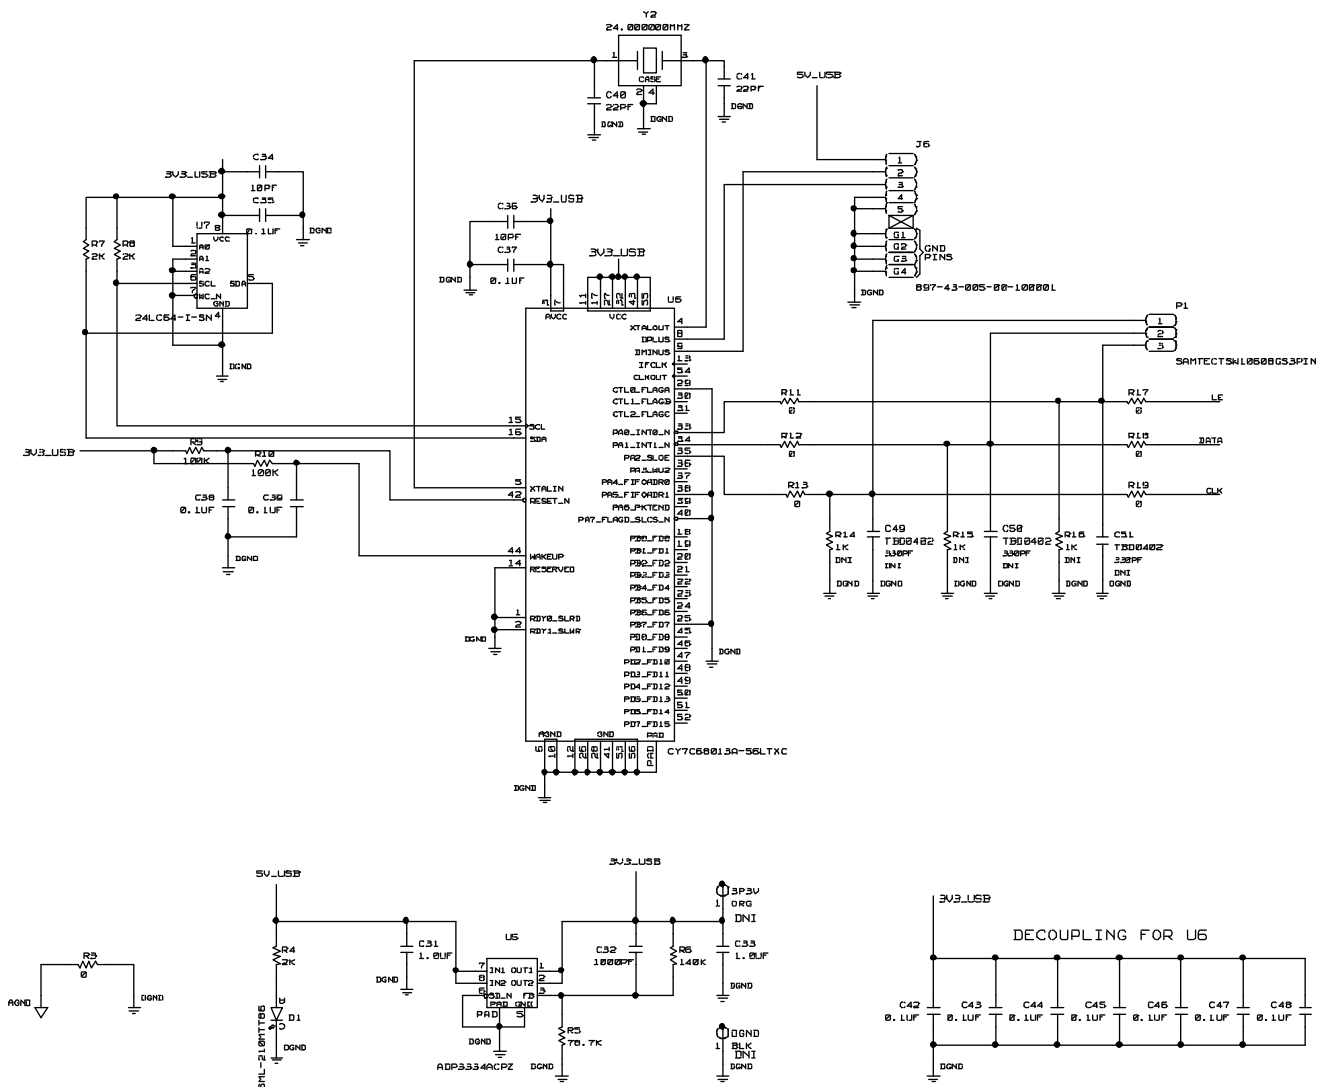 Y2
24.000000MHZ
1
3
CASE
2 4
C40
22PF
DGND
DGND
C41
22PF
DGND
5V_USB
J6
1
2
3
4
5
G1
G2
G3
G4
GND
PINS
DGND
897-43-005-00-100001
C34
3V3_USB
10PF
C35
0.1UF
DGND
U7
8
VCC
R7
2K
R8
2K
1
A0
2
A1
3
A2
6
SCL
SDA
5
7
WC_N
GND
24LC64-I-SN
4
DGND
3V3_USB
C36
10PF
C37
0.1UF
DGND
3V3_USB
3
7
11
17
27
32
43
55
AVCC
VCC
U6
XTALOUT
4
DPLUS
8
DMINUS
9
IFCLK
13
CLKOUT
54
CTL0_FLAGA
29
CTL1_FLAGB
30
CTL2_FLAGC
31
PA0_INT0_N
33
PA1_INT1_N
34
PA2_SLOE
35
PA3_WU2
36
PA4_FIFOADR0
37
PA5_FIFOADR1
38
PA6_PKTEND
39
PA7_FLAGD_SLCS_N
40
PB0_FD0
18
PB1_FD1
19
PB2_FD2
20
PB3_FD3
21
PB4_FD4
22
PB5_FD5
23
PB6_FD6
24
PB7_FD7
25
PD0_FD8
45
PD1_FD9
46
PD2_FD10
47
PD3_FD11
48
PD4_FD12
49
PD5_FD13
50
PD6_FD14
51
PD7_FD15
52
15
SCL
16
SDA
5
XTALIN
42
RESET_N
44
WAKEUP
14
RESERVED
1
RDY0_SLRD
2
RDY1_SLWR
DGND
AGND
GND
PAD
6
10
12
26
28
41
53
56
PAD
CY7C68013A-56LTXC
DGND
DGND
3V3_USB
R9
100K
R10
100K
C38
0.1UF
C39
0.1UF
DGND
P1
1
2
3
SAMTECTSW10608GS3PIN
R11
0
R17
0
LE
R12
0
R18
0
DATA
R13
0
R19
0
CLK
R14
1K
DNI
DGND
C49
TBD0402
330PF
DNI
DGND
R15
1K
DNI
DGND
C50
TBD0402
330PF
DNI
DGND
R16
1K
DNI
DGND
C51
TBD0402
330PF
DNI
DGND
R3
0
AGND
DGND
5V_USB
R4
2K
D1
SML-210MTT86
DGND
C31
1.0UF
DGND
U5
7
IN1 OUT1
1
8
IN2 OUT2
2
6
SD_N
FB
3
PAD GND
PAD
5
DGND
ADP3334ACPZ
3V3_USB
C32
1000PF
R6
140K
R5
78.7K
DGND
3P3V
1
ORG
DNI
C33
1.0UF
DGND
DGND
1
BLK
DNI
DGND
3V3_USB
DECOUPLING FOR U6
C42
0.1UF
C43
0.1UF
C44
0.1UF
C45
0.1UF
C46
0.1UF
C47
0.1UF
C48
0.1UF
DGND